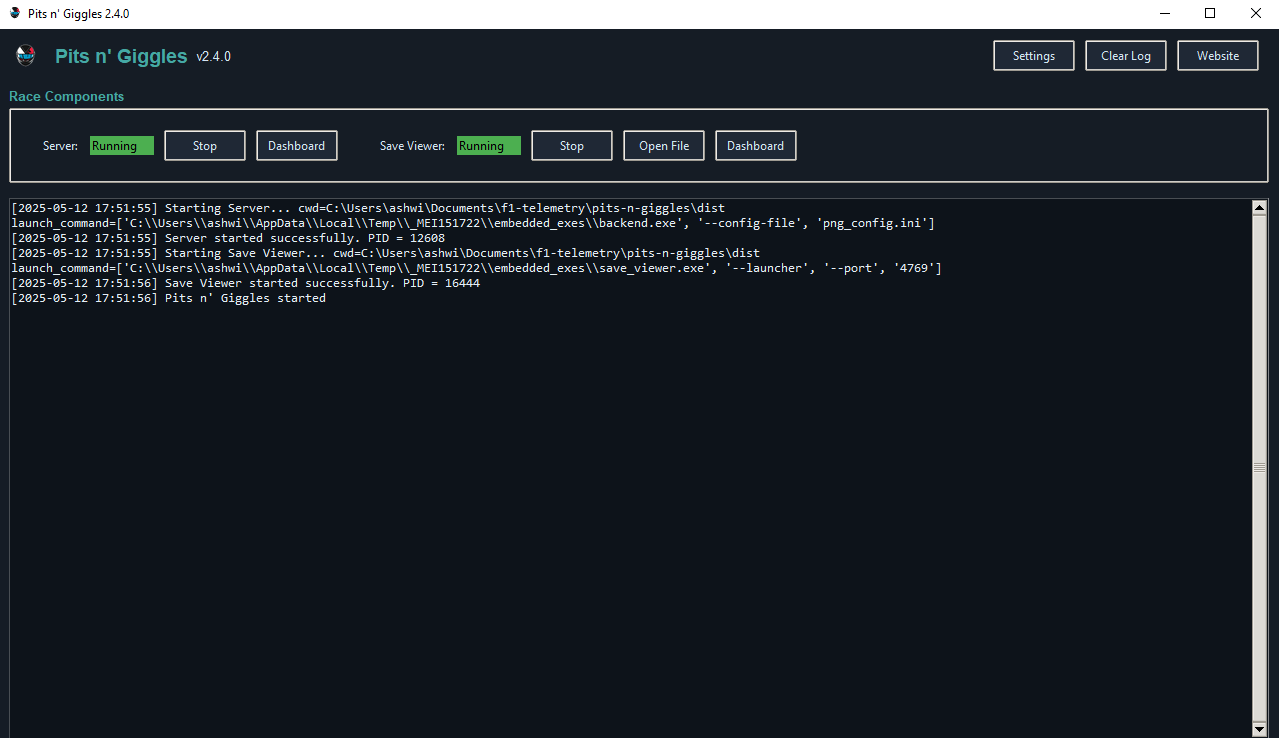 Pits n' Giggles 2.4.0
Pits n' Giggles v2.4.0 Settings Clear Log Website
Race Components
Server: Running Stop Dashboard Save Viewer: Running Stop Open File Dashboard
[2025-05-12 17:51:55] Starting Server... cwd=C:\Users\ashwi\Documents\f1-telemetry\pits-n-giggles\dist
launch_command=['C:\\Users\\ashwi\\AppData\\Local\\Temp\\_MEI151722\\embedded_exes\\backend.exe', '--config-file', 'png_config.ini']
[2025-05-12 17:51:55] Server started successfully. PID = 12608
[2025-05-12 17:51:55] Starting Save Viewer... cwd=C:\Users\ashwi\Documents\f1-telemetry\pits-n-giggles\dist
launch_command=['C:\\Users\\ashwi\\AppData\\Local\\Temp\\_MEI151722\\embedded_exes\\save_viewer.exe', '--launcher', '--port', '4769']
[2025-05-12 17:51:56] Save Viewer started successfully. PID = 16444
[2025-05-12 17:51:56] Pits n' Giggles started